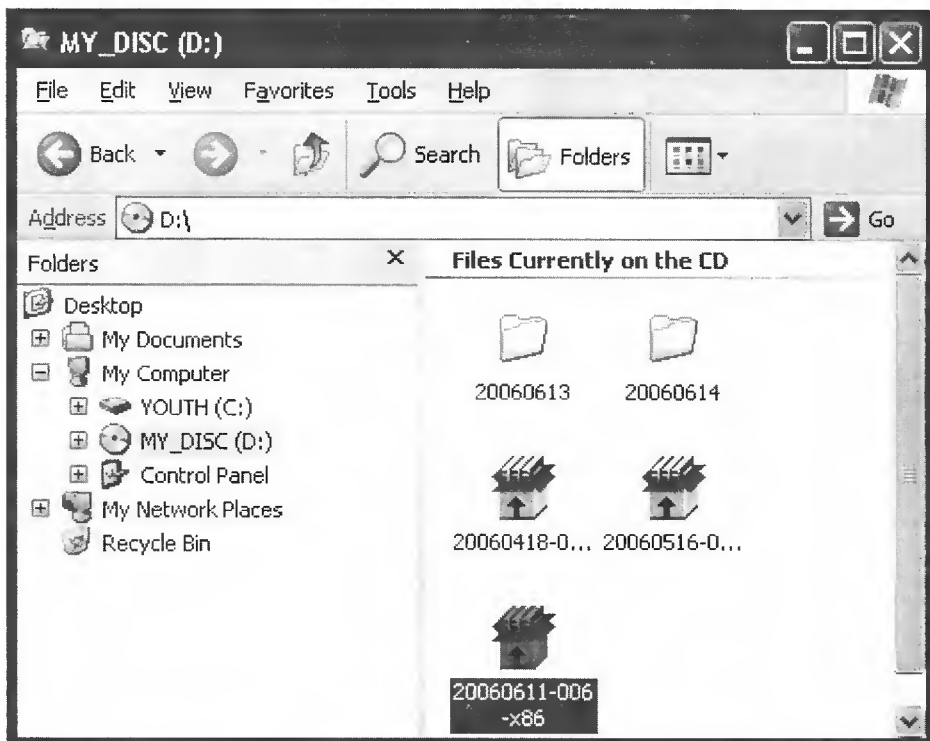 MY_DISC (D:)
File Edit View Favorites Tools Help
Back Search Folders
Address D:\ Go
Folders X Files Currently on the CD
Desktop
My Documents
My Computer
YOUTH (C:)
MY_DISC (D:)
Control Panel
My Network Places
Recycle Bin
20060613 20060614
20060418-0... 20060516-0...
20060611-006
-x86